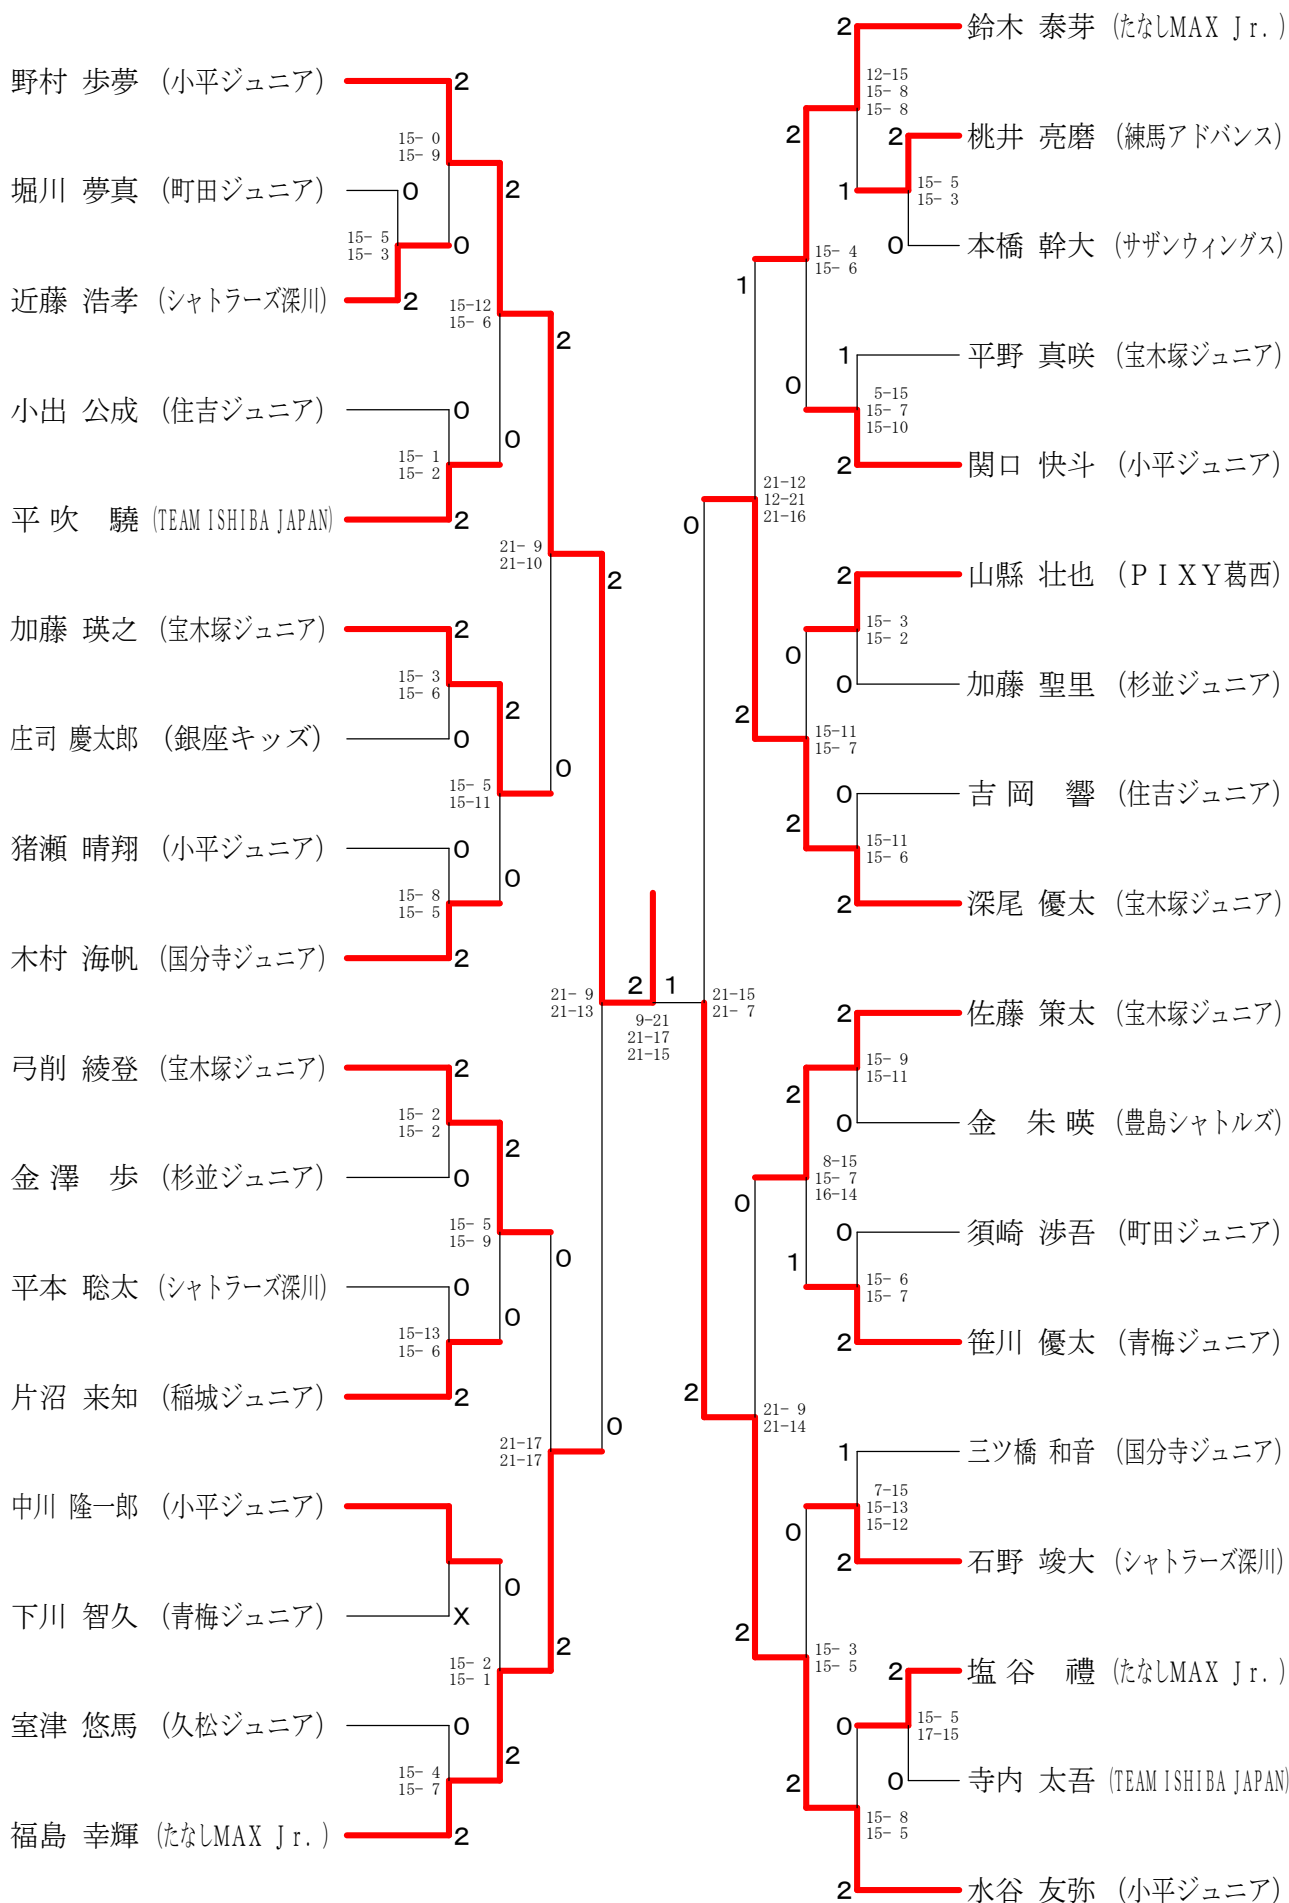 野村 歩夢 (小平ジュニア) 2
15- 0
15- 9
堀川 夢真 (町田ジュニア) 0
15- 5
15- 3
0
近藤 浩孝 (シャトラーズ深川) 2
2
15-12
15- 6
小出 公成 (住吉ジュニア) 0
15- 1
15- 2
0
平 吹 驍 (TEAM ISHIBA JAPAN) 2
2
21- 9
21-10
加藤 瑛之 (宝木塚ジュニア) 2
15- 3
15- 6
2
庄司 慶太郎 (銀座キッズ) 0
15- 5
15-11
0
猪瀬 晴翔 (小平ジュニア) 0
15- 8
15- 5
0
木村 海帆 (国分寺ジュニア) 2
2
21- 9
21-13
弓削 綾登 (宝木塚ジュニア) 2
15- 2
15- 2
2
金 澤 歩 (杉並ジュニア) 0
15- 5
15- 9
0
平本 聡太 (シャトラーズ深川) 0
15-13
15- 6
0
片沼 来知 (稲城ジュニア) 2
21-17
21-17
0
中川 隆一郎 (小平ジュニア)
0
下川 智久 (青梅ジュニア) X
15- 2
15- 1
2
室津 悠馬 (久松ジュニア) 0
15- 4
15- 7
2
福島 幸輝 (たなしMAX Jr.) 2
2 1
9-21
21-17
21-15
2 鈴木 泰芽 (たなしMAX Jr.)
12-15
15- 8
15- 8
2
2 桃井 亮磨 (練馬アドバンス)
1
15- 5
15- 3
0 本橋 幹大 (サザンウィングス)
15- 4
15- 6
1
1 平野 真咲 (宝木塚ジュニア)
0
5-15
15- 7
15-10
2 関口 快斗 (小平ジュニア)
21-12
12-21
21-16
0
2 山縣 壮也 (PIXY葛西)
15- 3
15- 2
0
0 加藤 聖里 (杉並ジュニア)
2
15-11
15- 7
0 吉 岡 響 (住吉ジュニア)
2
15-11
15- 6
2 深尾 優太 (宝木塚ジュニア)
21-15
21- 7
2 佐藤 策太 (宝木塚ジュニア)
15- 9
15-11
2
0 金 朱 暎 (豊島シャトルズ)
8-15
15- 7
16-14
0
0 須崎 渉吾 (町田ジュニア)
1
15- 6
15- 7
2 笹川 優太 (青梅ジュニア)
2
21- 9
21-14
1 三ツ橋 和音 (国分寺ジュニア)
7-15
15-13
15-12
0
2 石野 竣大 (シャトラーズ深川)
2
15- 3
15- 5
2 塩 谷 禮 (たなしMAX Jr.)
0
15- 5
17-15
0 寺内 太吾 (TEAM ISHIBA JAPAN)
2
15- 8
15- 5
2 水谷 友弥 (小平ジュニア)